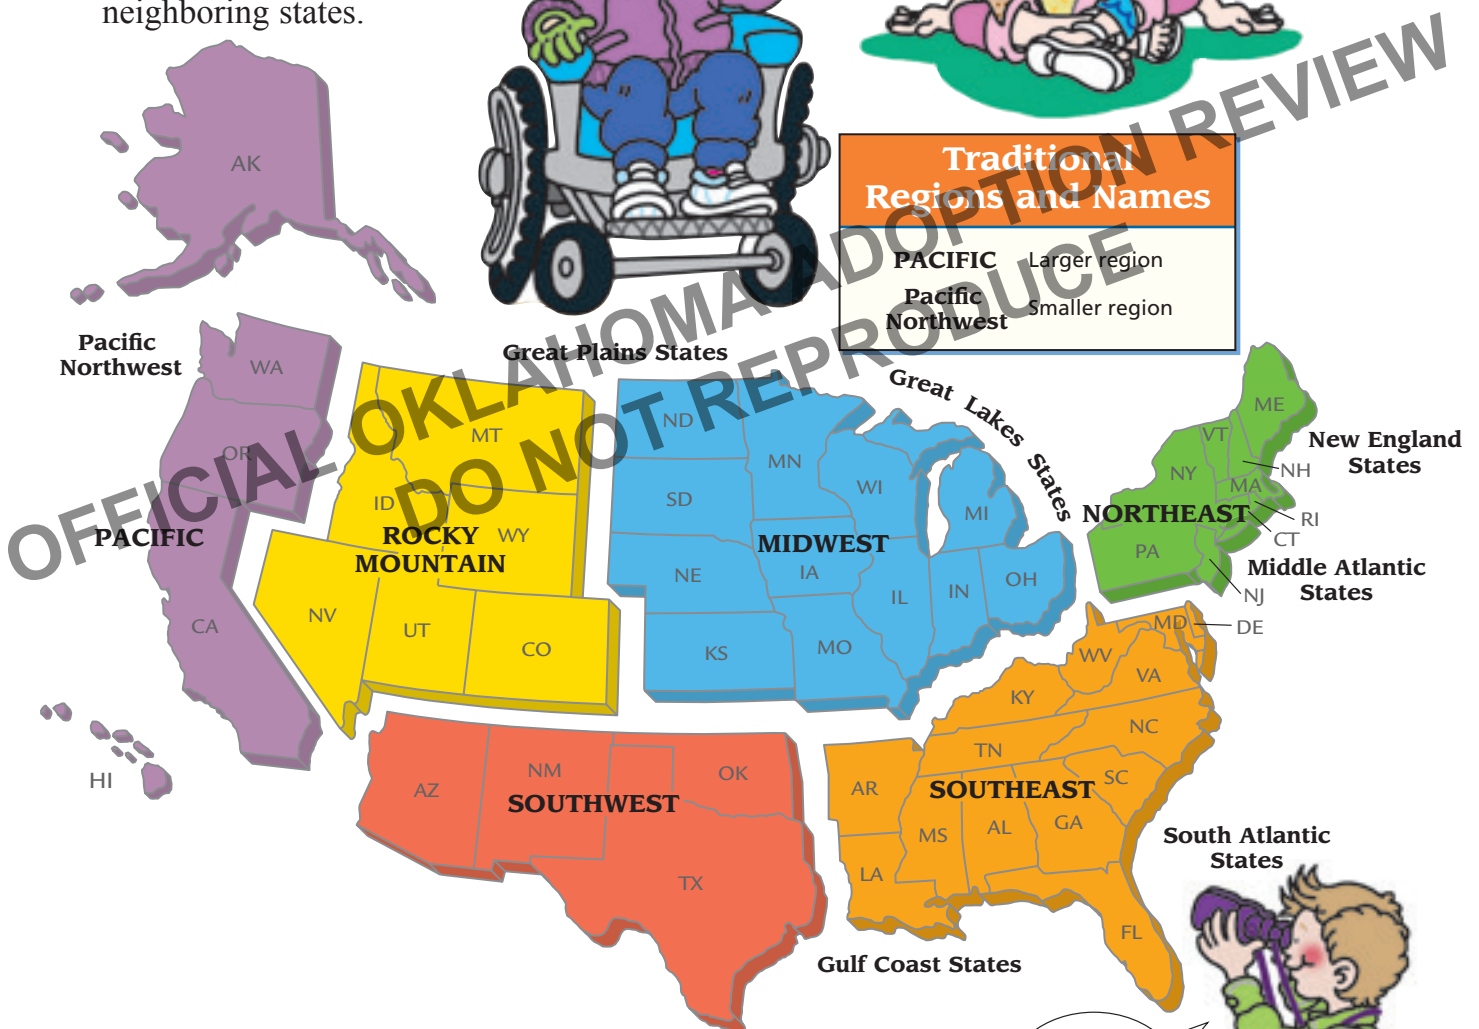 neighboring states.
AK
Traditional
Regions and Names
PACIFIC Larger region
Pacific
Northwest Smaller region
OFFICIAL OKLAHOMA ADOPTION REVIEW
DO NOT REPRODUCE
Pacific
Northwest
Great Plains States
Great Lakes States
New England
States
Middle Atlantic
States
South Atlantic
States
Gulf Coast States
PACIFIC
WA
OR
CA
HI
ROCKY
MOUNTAIN
MT
ID
WY
NV
UT
CO
MIDWEST
ND
MN
SD
WI
MI
NE
IA
IL
IN
OH
KS
MO
NORTHEAST
ME
VT
NH
NY
MA
RI
CT
PA
NJ
SOUTHWEST
AZ
NM
OK
TX
SOUTHEAST
MD
DE
WV
VA
KY
NC
TN
SC
AR
MS
AL
GA
LA
FL